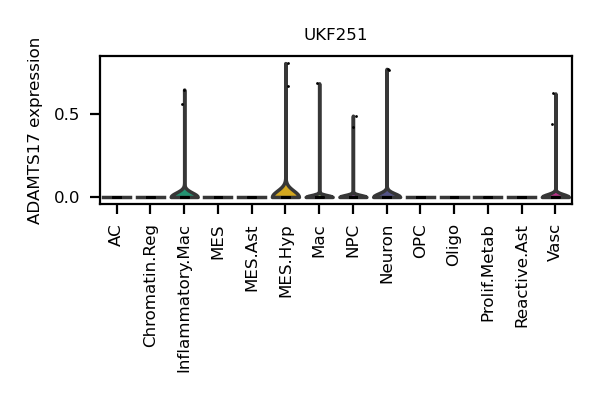 UKF251
ADAMTS17 expression
0.5
0.0
AC
Chromatin.Reg
Inflammatory.Mac
MES
MES.Ast
MES.Hyp
Mac
NPC
Neuron
OPC
Oligo
Prolif.Metab
Reactive.Ast
Vasc